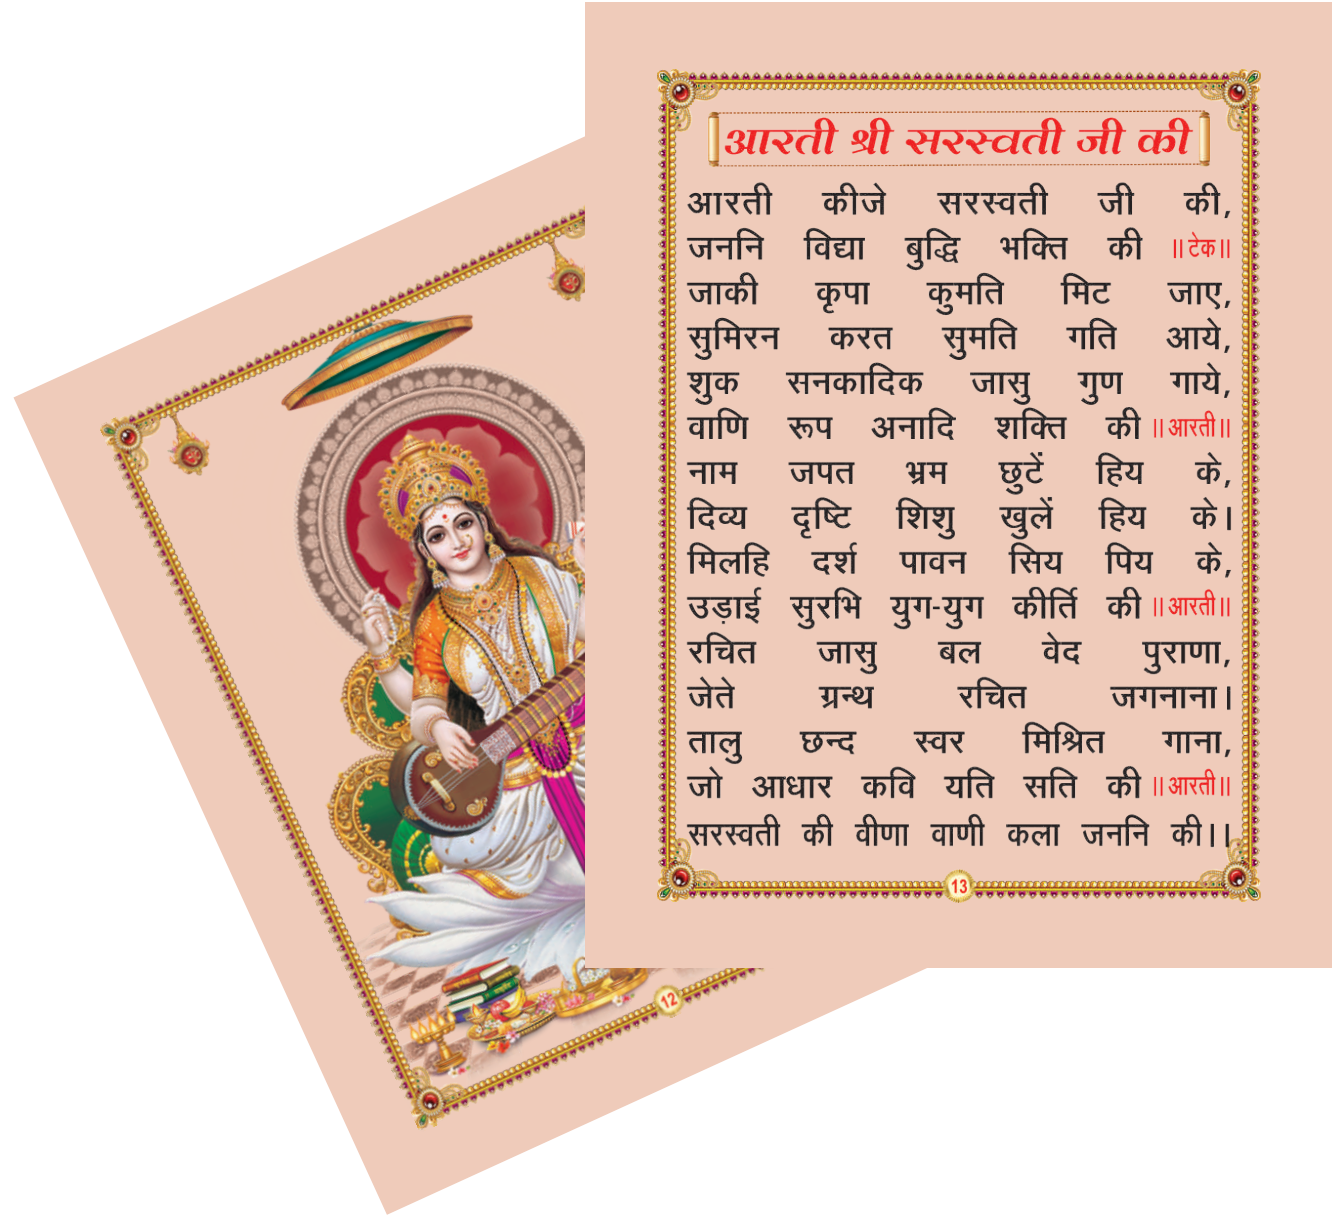 आरती श्री सरस्वती जी की
आरती कीजे सरस्वती जी की,
जननि विद्या बुद्धि भक्ति की ॥टेक॥
जाकी कृपा कुमति मिट जाए,
सुमिरन करत सुमति गति आये,
शुक सनकादिक जासु गुण गाये,
वाणि रूप अनादि शक्ति की ॥आरती॥
नाम जपत भ्रम छुटें हिय के,
दिव्य दृष्टि शिशु खुलें हिय के।
मिलहि दर्श पावन सिय पिय के,
उड़ाई सुरभि युग-युग कीर्ति की ॥आरती॥
रचित जासु बल वेद पुराणा,
जेते ग्रन्थ रचित जगनाना।
तालु छन्द स्वर मिश्रित गाना,
जो आधार कवि यति सति की ॥आरती॥
सरस्वती की वीणा वाणी कला जननि की।।
13
12